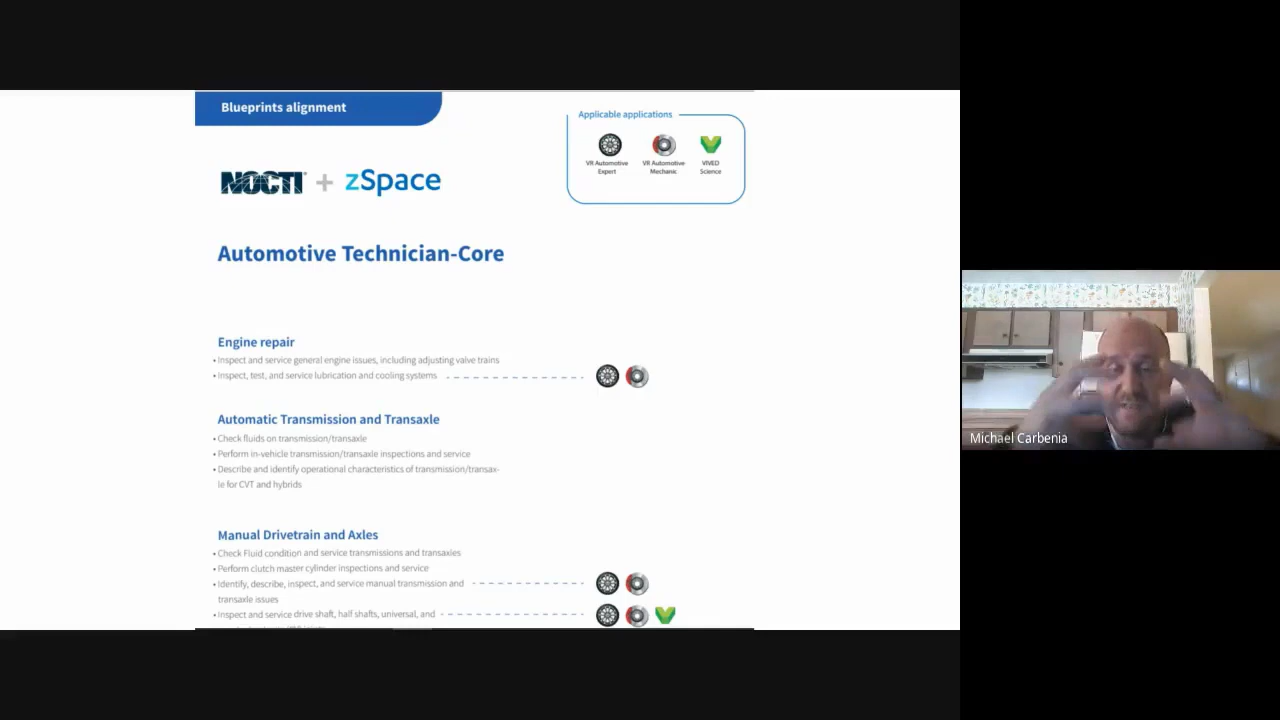 Blueprints alignment
Applicable applications
VR Automotive
Expert
VR Automotive
Mechanic
VIVED
Science
NOCTI + zSpace
Automotive Technician-Core
Engine repair
• Inspect and service general engine issues, including adjusting valve trains
• Inspect, test, and service lubrication and cooling systems
Automatic Transmission and Transaxle
• Check fluids on transmission/transaxle
• Perform in-vehicle transmission/transaxle inspections and service
• Describe and identify operational characteristics of transmission/transax-
le for CVT and hybrids
Manual Drivetrain and Axles
• Check Fluid condition and service transmissions and transaxies
• Perform clutch master cylinder inspections and service
• Identify, describe, inspect, and service manual transmission and
transaxle issues
• Inspect and service drive shaft, half shafts, universal, and
Michael Carbenia